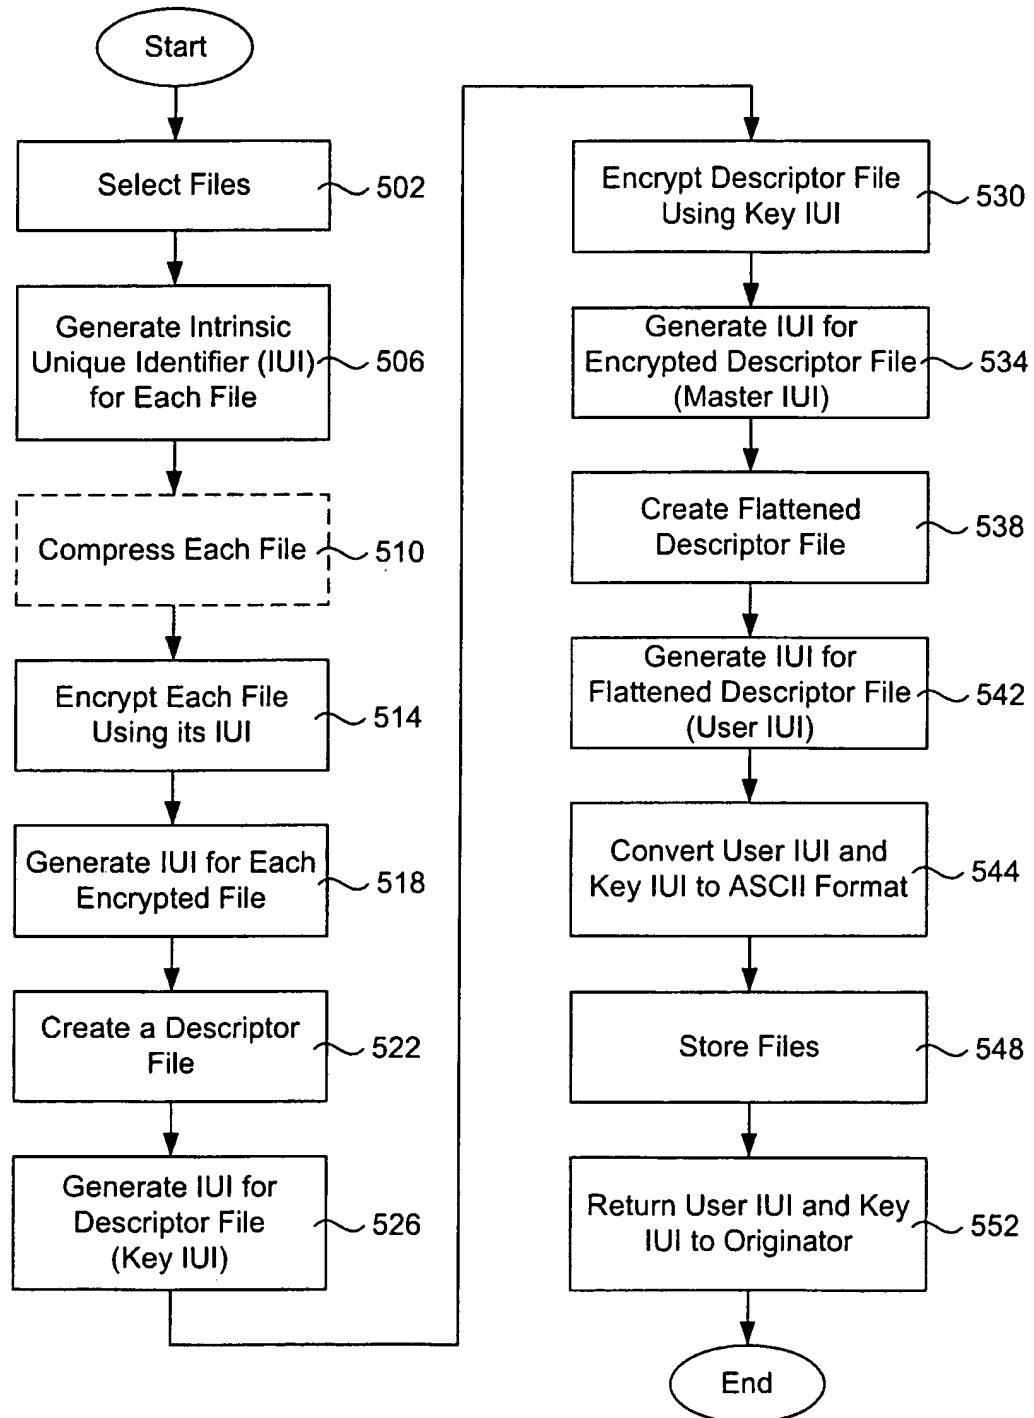 Start
Select Files
502
Generate Intrinsic
Unique Identifier (IUI)
for Each File
506
Compress Each File
510
Encrypt Each File
Using its IUI
514
Generate IUI for Each
Encrypted File
518
Create a Descriptor
File
522
Generate IUI for
Descriptor File
(Key IUI)
526
Encrypt Descriptor File
Using Key IUI
530
Generate IUI for
Encrypted Descriptor File
(Master IUI)
534
Create Flattened
Descriptor File
538
Generate IUI for
Flattened Descriptor File
(User IUI)
542
Convert User IUI and
Key IUI to ASCII Format
544
Store Files
548
Return User IUI and Key
IUI to Originator
552
End